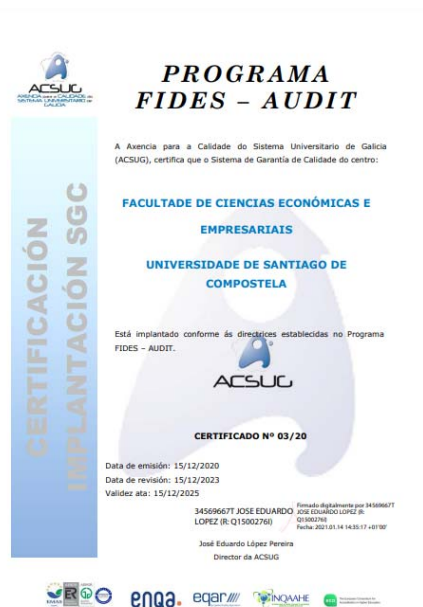 ACSUG
AXENCIA PARA A CALIDADE DO
SISTEMA UNIVERSITARIO DE
GALICIA
PROGRAMA
FIDES – AUDIT
A Axencia para a Calidade do Sistema Universitario de Galicia
(ACSUG), certifica que o Sistema de Garantía de Calidade do centro:
CERTIFICACIÓN
IMPLANTACIÓN SGC
FACULTADE DE CIENCIAS ECONÓMICAS E
EMPRESARIAIS
UNIVERSIDADE DE SANTIAGO DE
COMPOSTELA
Está implantado conforme ás directrices establecidas no Programa
FIDES – AUDIT.
ACSUG
CERTIFICADO Nº 03/20
Data de emisión: 15/12/2020
Data de revisión: 15/12/2023
Validez ata: 15/12/2025
34569667T JOSE EDUARDO
LOPEZ (R: Q1500276I)
Firmado digitalmente por 34569667T
JOSE EDUARDO LOPEZ (R:
Q1500276I)
Fecha: 2021.01.14 14:35:17 +01'00'
José Eduardo López Pereira
Director da ACSUG
EMAS
ER
enqa.
eqar
INQAAHE
eca